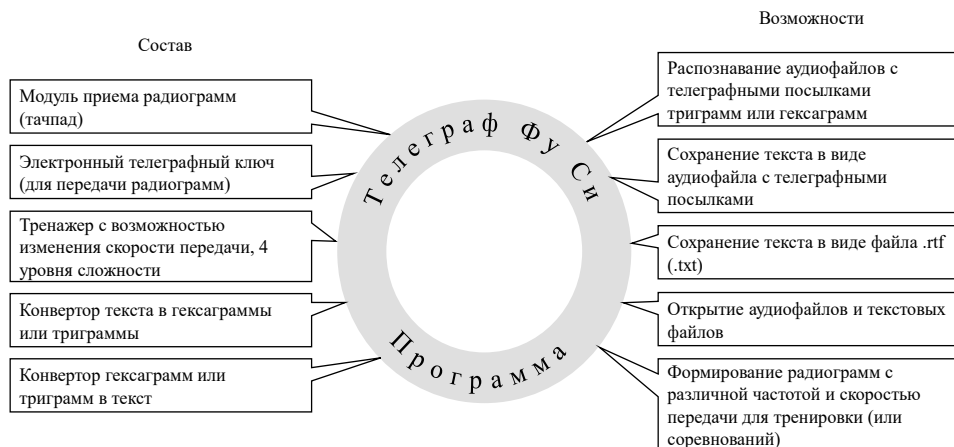 Состав
Модуль приема радиограмм
(тачпад)
Электронный телеграфный ключ
(для передачи радиограмм)
Тренажер с возможностью
изменения скорости передачи, 4
уровня сложности
Конвертор текста в гексаграммы
или триграммы
Конвертор гексаграмм или
триграмм в текст
Телеграф Фу Си
Программа
Возможности
Распознавание аудиофайлов с
телеграфными посылками
триграмм или гексаграмм
Сохранение текста в виде
аудиофайла с телеграфными
посылками
Сохранение текста в виде файла .rtf
(.txt)
Открытие аудиофайлов и текстовых
файлов
Формирование радиограмм с
различной частотой и скоростью
передачи для тренировки (или
соревнований)